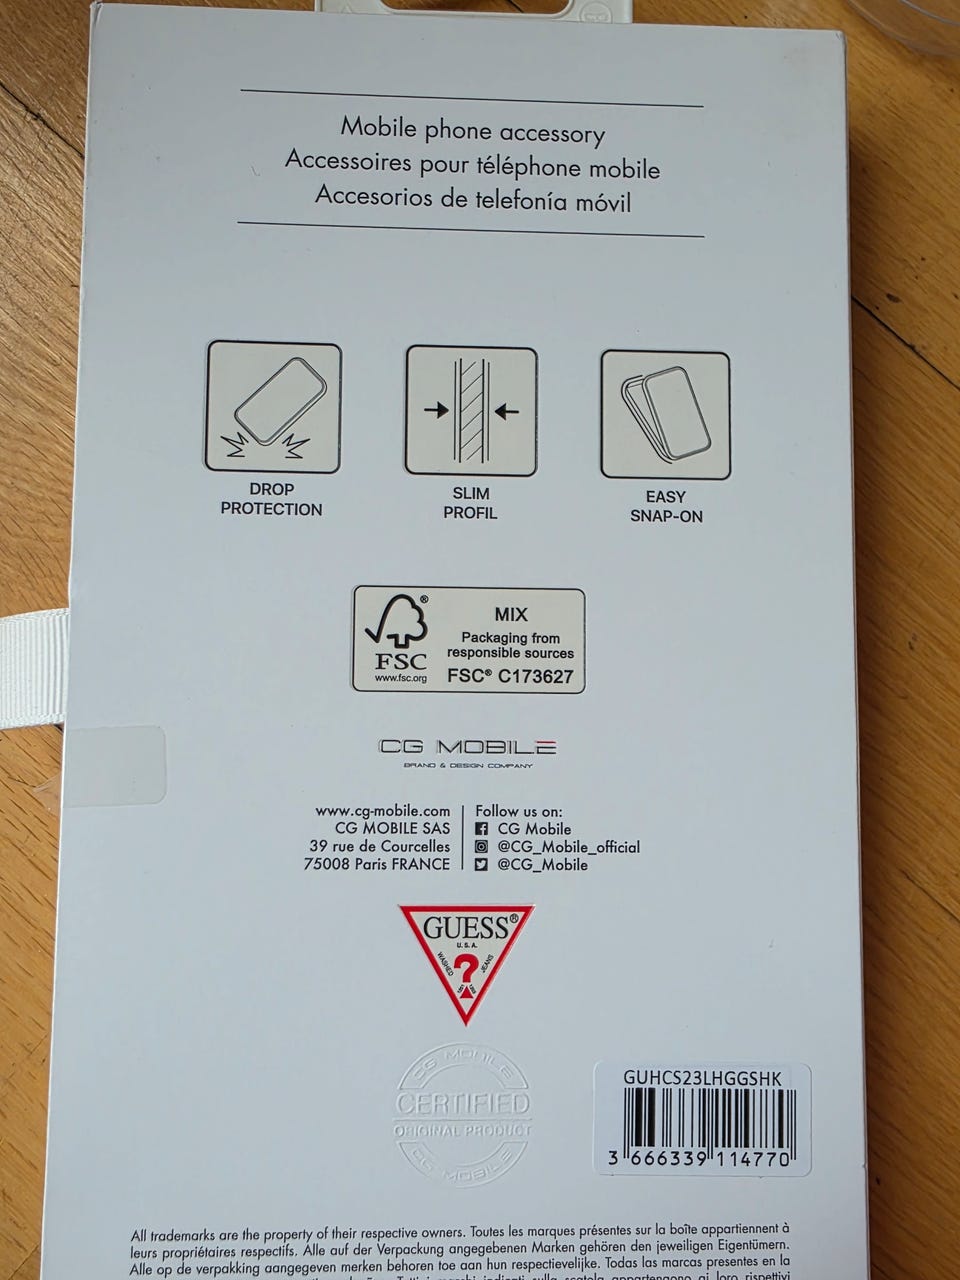 Mobile phone accessory
Accessoires pour téléphone mobile
Accesorios de telefonía móvil
DROP
PROTECTION
SLIM
PROFIL
EASY
SNAP-ON
FSC®
www.fsc.org
MIX
Packaging from
responsible sources
FSC® C173627
CG MOBILE
BRAND & DESIGN COMPANY
www.cg-mobile.com
CG MOBILE SAS
39 rue de Courcelles
75008 Paris FRANCE
Follow us on:
CG Mobile
@CG_Mobile_official
@CG_Mobile
GUESS®
U.S.A.
WASHED
?
JEANS
CG MOBILE
CERTIFIED
ORIGINAL PRODUCT
CG MOBILE
GUHCS23LHGGSHK
3 666339 114770
All trademarks are the property of their respective owners. Toutes les marques présentes sur la boîte appartiennent à
leurs propriétaires respectifs. Alle auf der Verpackung angegebenen Marken gehören den jeweiligen Eigentümern.
Alle op de verpakking aangegeven merken behoren toe aan hun respectievelijke. Todas las marcas presentes en la